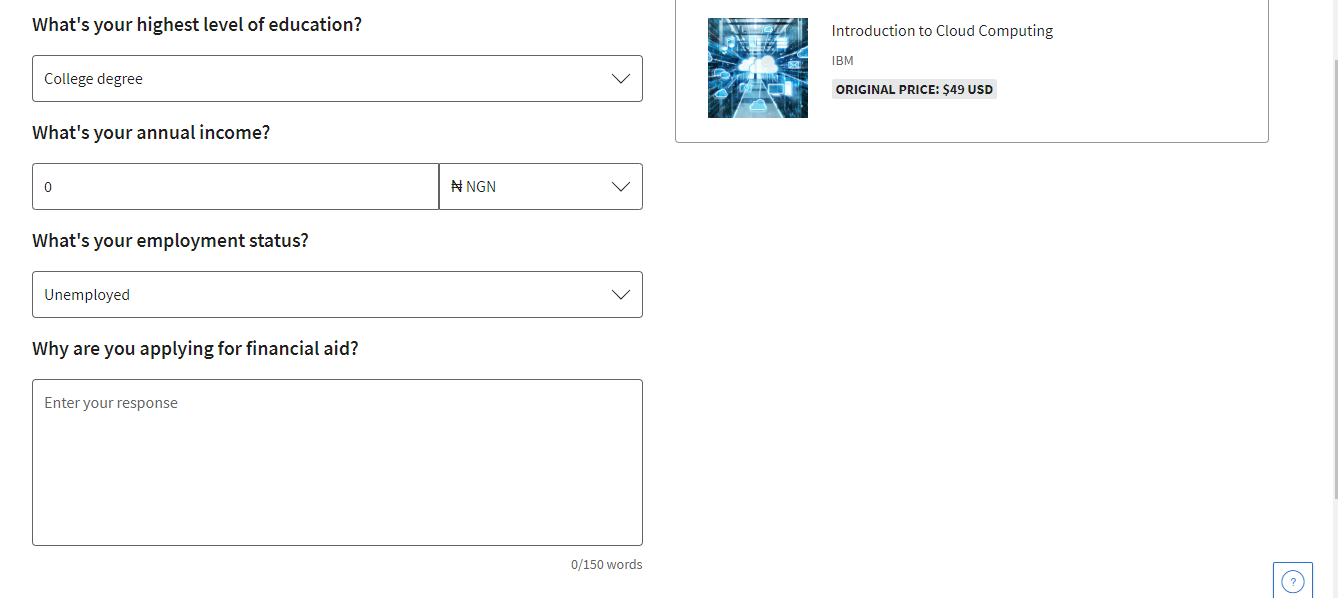 What's your highest level of education?
College degree
What's your annual income?
0
₦ NGN
What's your employment status?
Unemployed
Why are you applying for financial aid?
Enter your response
0/150 words
Introduction to Cloud Computing
IBM
ORIGINAL PRICE: $49 USD
?